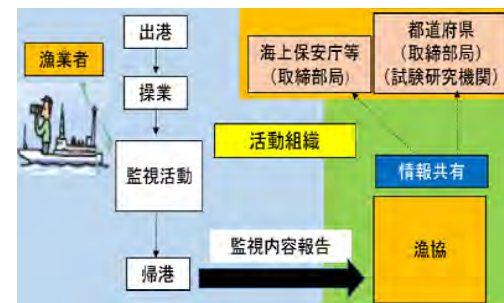 出港
漁業者
操業
監視活動
帰港
活動組織
監視内容報告
海上保安庁等
（取締部局）
都道府県
（取締部局）
（試験研究機関）
情報共有
漁協